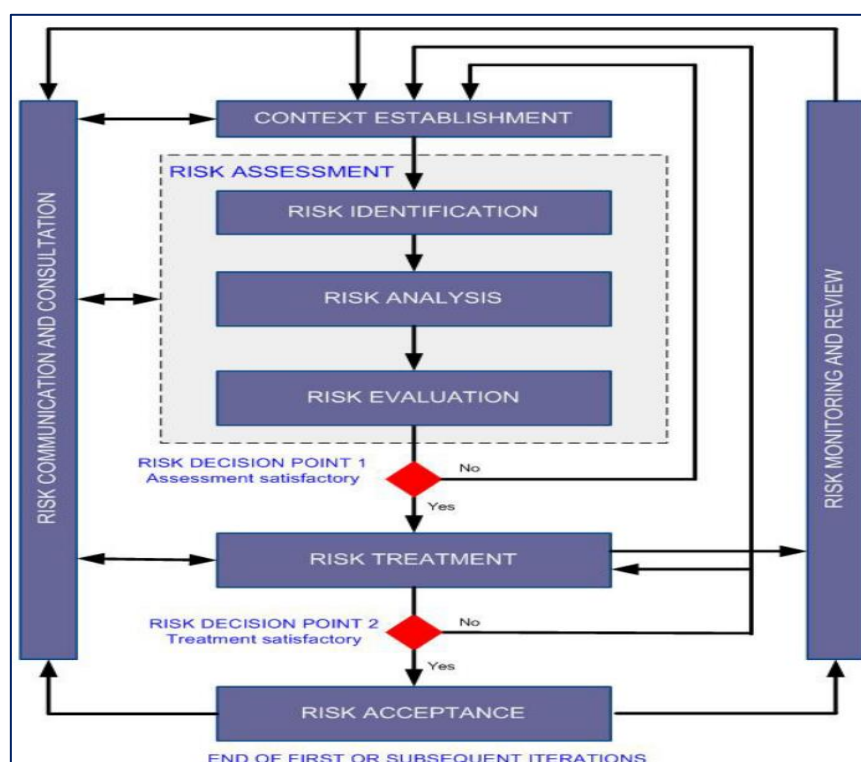 CONTEXT ESTABLISHMENT
RISK ASSESSMENT
RISK IDENTIFICATION
RISK ANALYSIS
RISK EVALUATION
RISK DECISION POINT 1
Assessment satisfactory
No
Yes
RISK TREATMENT
RISK DECISION POINT 2
Treatment satisfactory
No
Yes
RISK ACCEPTANCE
END OF FIRST OR SUBSEQUENT ITERATIONS
RISK COMMUNICATION AND CONSULTATION
RISK MONITORING AND REVIEW